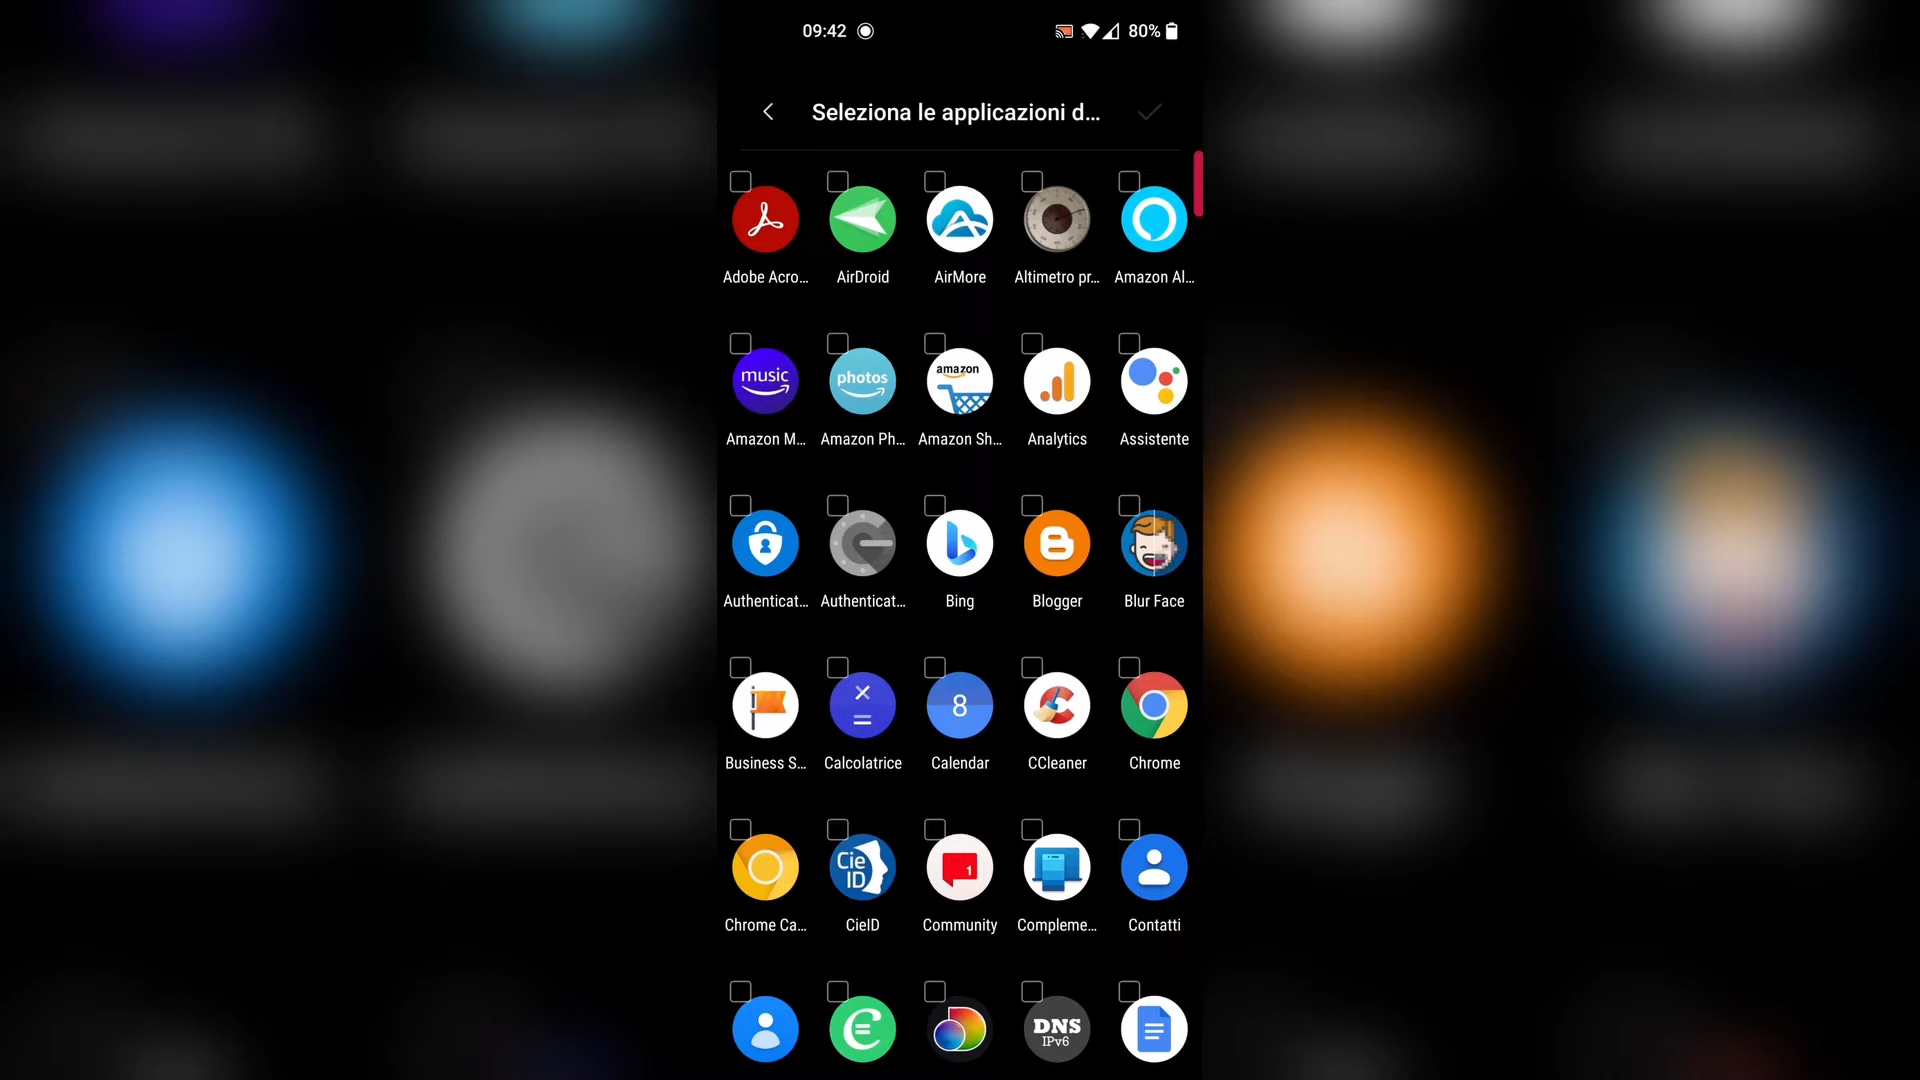 09:42
80%
Seleziona le applicazioni d...
Adobe Acro...
AirDroid
AirMore
Altimetro pr...
Amazon Al...
music
photos
amazon
Amazon M...
Amazon Ph...
Amazon Sh...
Analytics
Assistente
Authenticat...
Authenticat...
Bing
Blogger
Blur Face
8
Business S...
Calcolatrice
Calendar
CCleaner
Chrome
Cie
ID
1
Chrome Ca...
CieID
Community
Compleme...
Contatti
DNS
IPv6